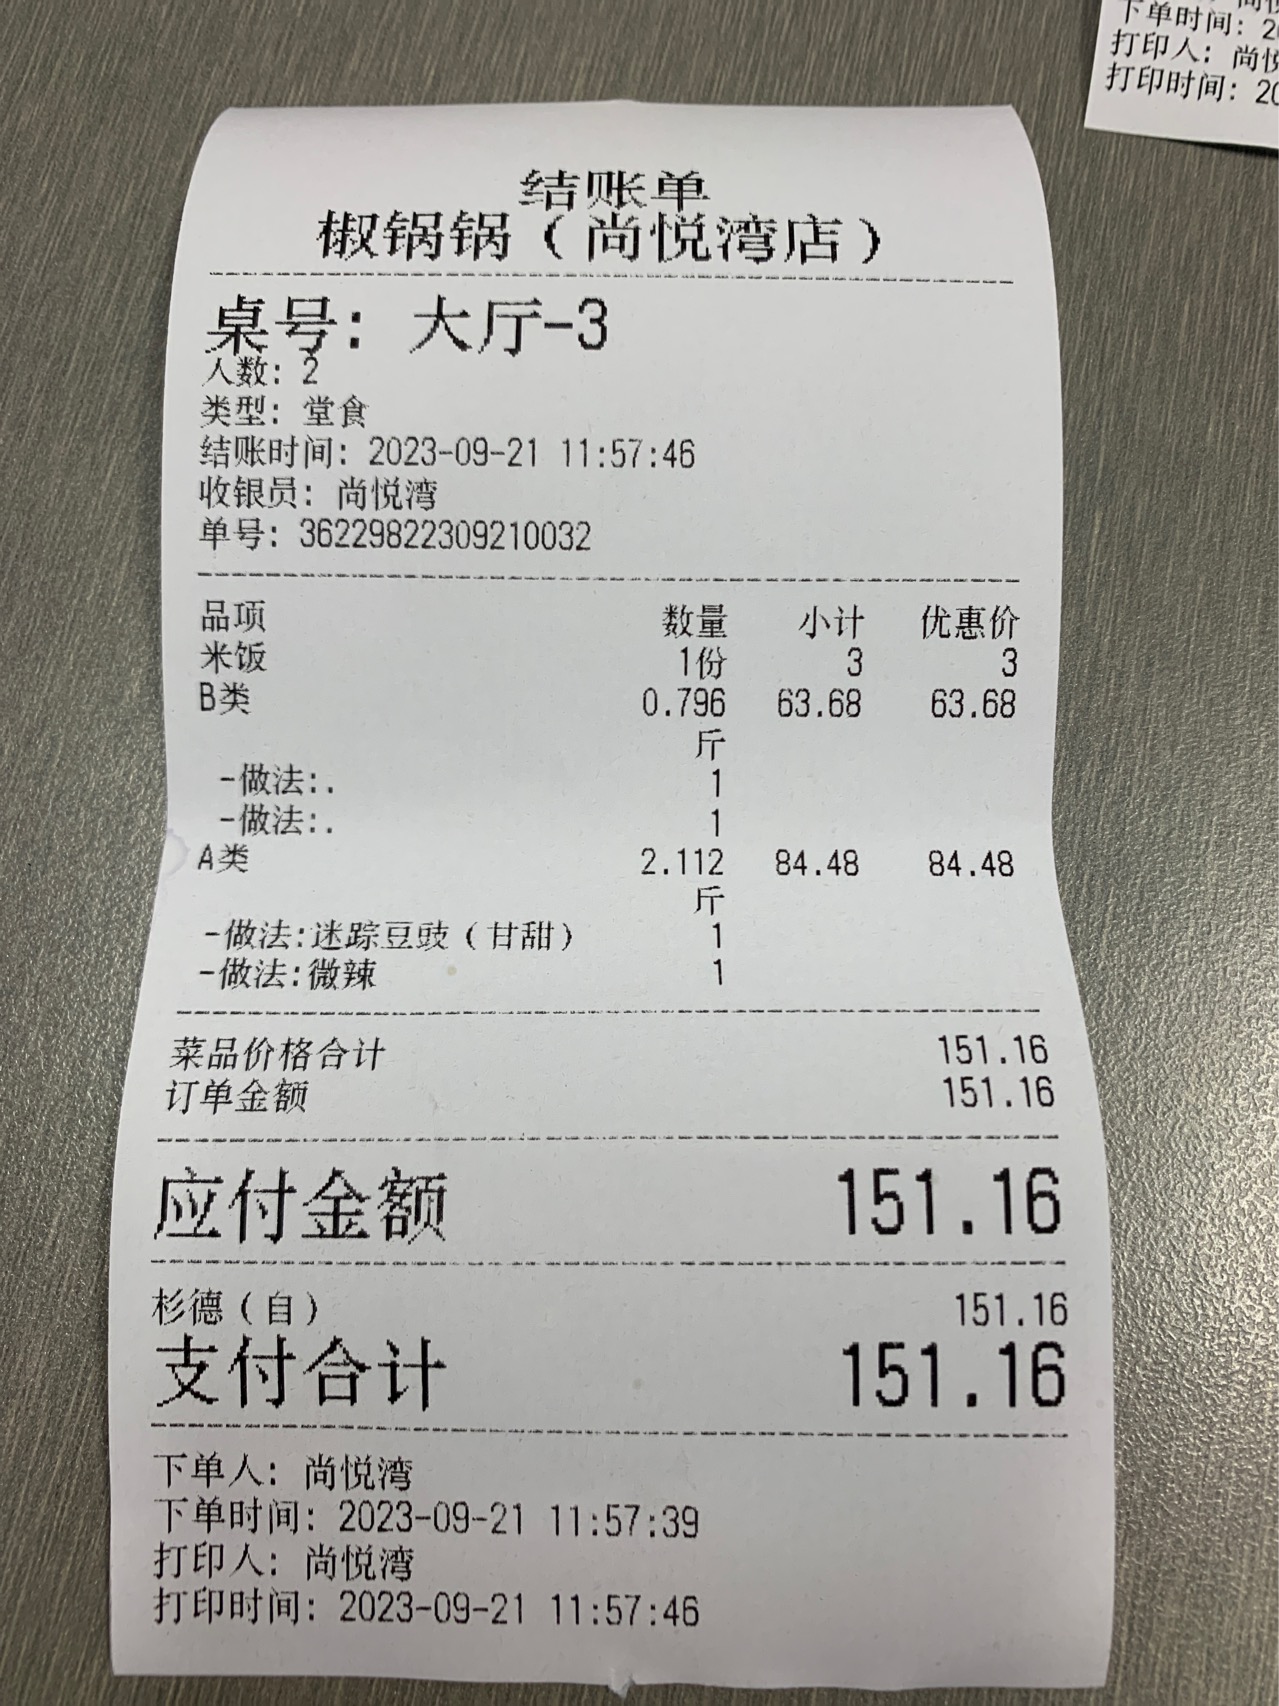 下单时间: 2
打印人: 尚悦
打印时间: 20
结账单
椒锅锅（尚悦湾店）
桌号: 大厅-3
人数: 2
类型: 堂食
结账时间: 2023-09-21 11:57:46
收银员: 尚悦湾
单号: 36229822309210032
品项 数量 小计 优惠价
米饭 1份 3 3
B类 0.796 63.68 63.68
斤
-做法:. 1
-做法:. 1
A类 2.112 84.48 84.48
斤
-做法:迷踪豆豉（甘甜） 1
-做法:微辣 1
菜品价格合计 151.16
订单金额 151.16
应付金额 151.16
杉德（自） 151.16
支付合计 151.16
下单人: 尚悦湾
下单时间: 2023-09-21 11:57:39
打印人: 尚悦湾
打印时间: 2023-09-21 11:57:46